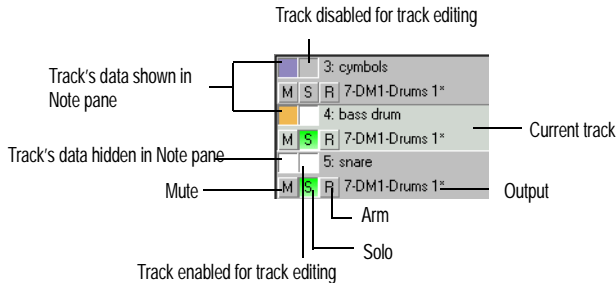 Track disabled for track editing
3: cymbols
Track's data shown in
Note pane
M S R 7-DM1-Drums 1*
4: bass drum
M S R 7-DM1-Drums 1*
Current track
Track's data hidden in Note pane
5: snare
Mute
M S R 7-DM1-Drums 1*
Output
Arm
Solo
Track enabled for track editing